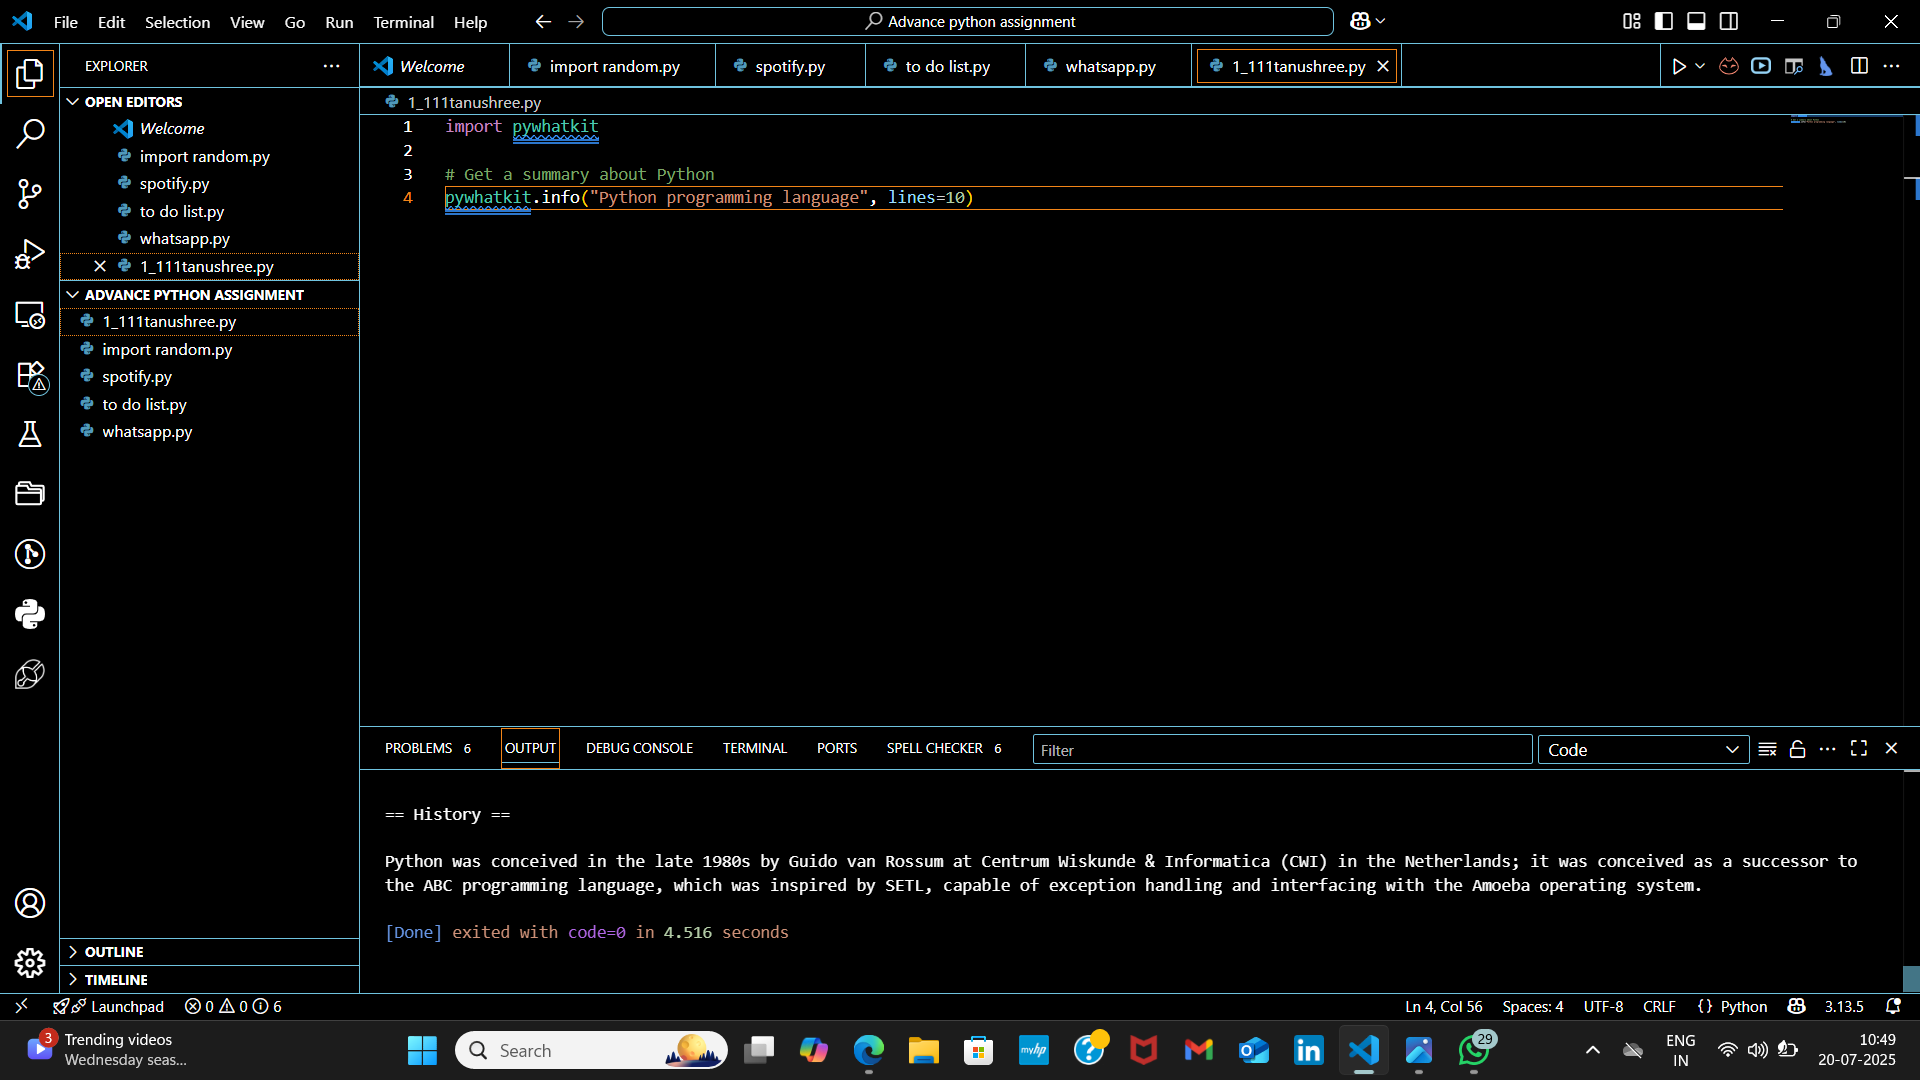 File Edit Selection View Go Run Terminal Help
Advance python assignment
EXPLORER
OPEN EDITORS
Welcome
import random.py
spotify.py
to do list.py
whatsapp.py
1_111tanushree.py
ADVANCE PYTHON ASSIGNMENT
1_111tanushree.py
import random.py
spotify.py
to do list.py
whatsapp.py
OUTLINE
TIMELINE
Welcome import random.py spotify.py to do list.py whatsapp.py 1_111tanushree.py
1_111tanushree.py
1 import pywhatkit
2
3 # Get a summary about Python
4 pywhatkit.info("Python programming language", lines=10)
PROBLEMS 6 OUTPUT DEBUG CONSOLE TERMINAL PORTS SPELL CHECKER 6 Filter Code
== History ==
Python was conceived in the late 1980s by Guido van Rossum at Centrum Wiskunde & Informatica (CWI) in the Netherlands; it was conceived as a successor to
the ABC programming language, which was inspired by SETL, capable of exception handling and interfacing with the Amoeba operating system.
[Done] exited with code=0 in 4.516 seconds
Launchpad 0 0 6 Ln 4, Col 56 Spaces: 4 UTF-8 CRLF {} Python 3.13.5
3
Trending videos
Wednesday seas...
Search
myhp
29
ENG
IN
10:49
20-07-2025